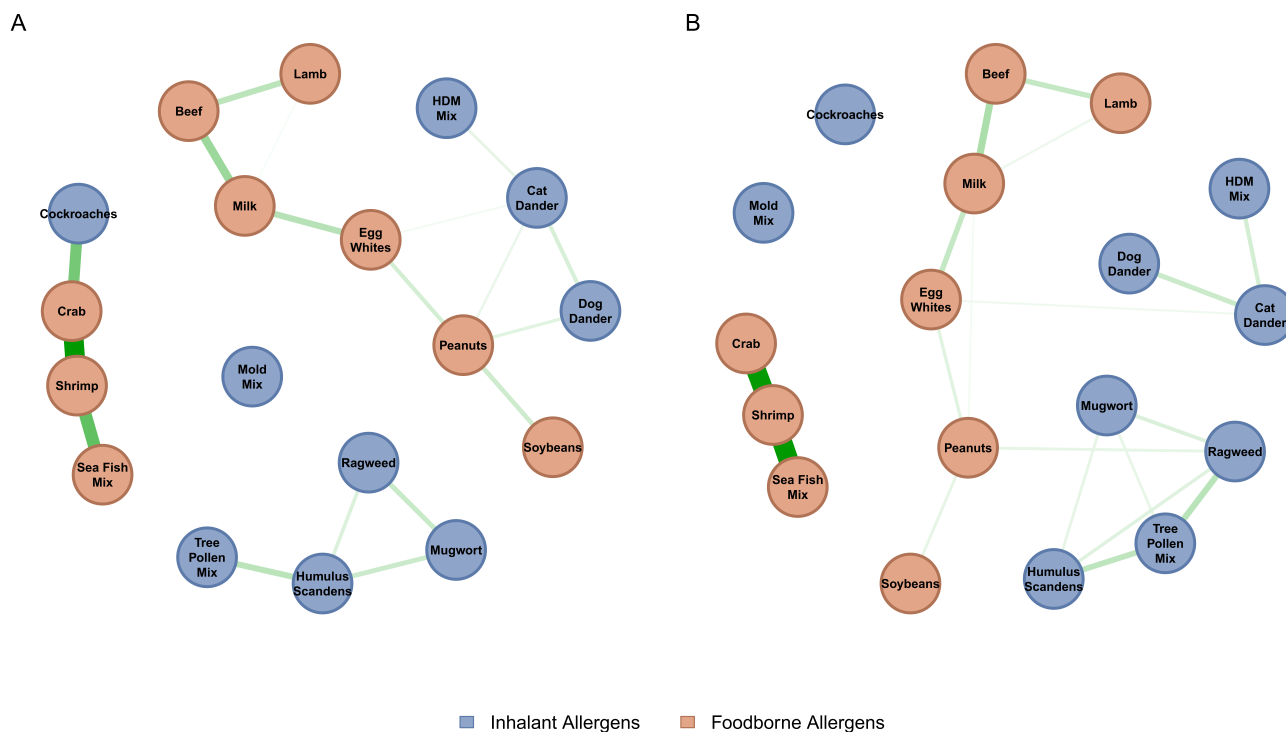 A
Lamb
Beef
HDM
Mix
Cat
Dander
Milk
Cockroaches
Egg
Whites
Dog
Dander
Crab
Peanuts
Shrimp
Mold
Mix
Soybeans
Sea Fish
Mix
Ragweed
Tree
Pollen
Mix
Mugwort
Humulus
Scandens
B
Beef
Lamb
Cockroaches
Milk
HDM
Mix
Mold
Mix
Dog
Dander
Egg
Whites
Cat
Dander
Crab
Mugwort
Shrimp
Peanuts
Ragweed
Sea Fish
Mix
Tree
Pollen
Mix
Soybeans
Humulus
Scandens
Inhalant Allergens
Foodborne Allergens